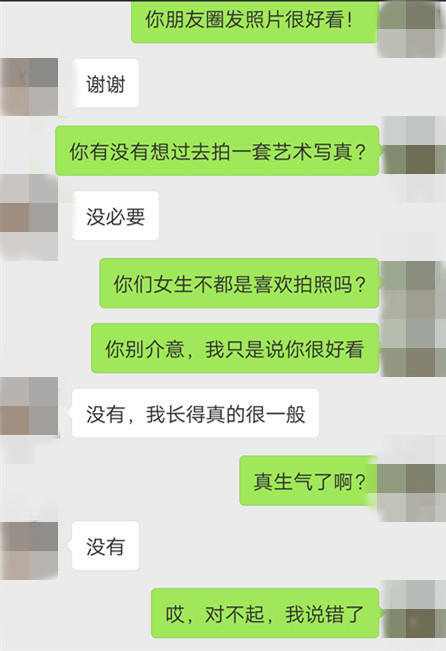 你朋友圈发照片很好看！
谢谢
你有没有想过去拍一套艺术写真？
没必要
你们女生不都是喜欢拍照吗？
你别介意，我只是说你很好看
没有，我长得真的很一般
真生气了啊？
没有
哎，对不起，我说错了